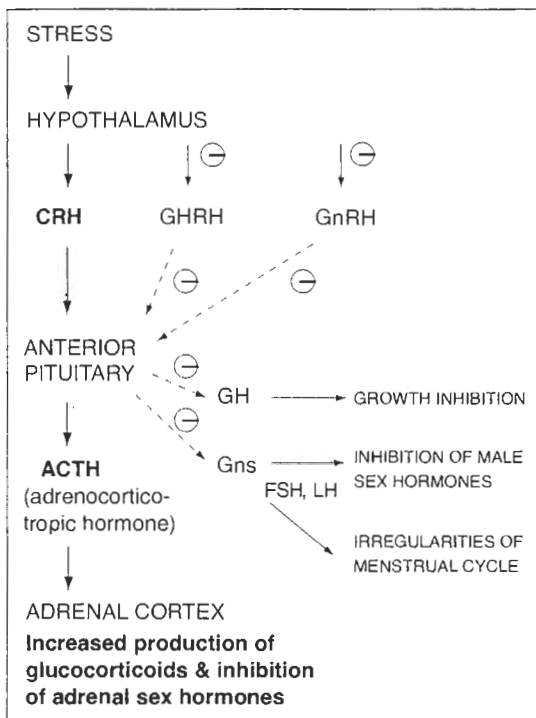 STRESS
HYPOTHALAMUS
CRH
GHRH
GnRH
ANTERIOR
PITUITARY
GH
GROWTH INHIBITION
ACTH
(adrenocortico-
tropic hormone)
Gns
FSH, LH
INHIBITION OF MALE
SEX HORMONES
IRREGULARITIES OF
MENSTRUAL CYCLE
ADRENAL CORTEX
Increased production of
glucocorticoids & inhibition
of adrenal sex hormones